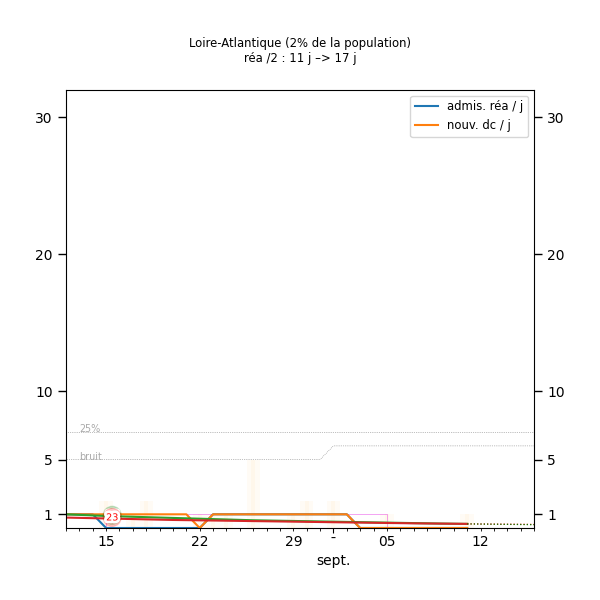 Loire-Atlantique (2% de la population)
réa /2 : 11 j –> 17 j
admis. réa / j
nouv. dc / j
30 30
20 20
10 10
25%
5 5
bruit
1 1
23
15 22 29 - 05 12
sept.